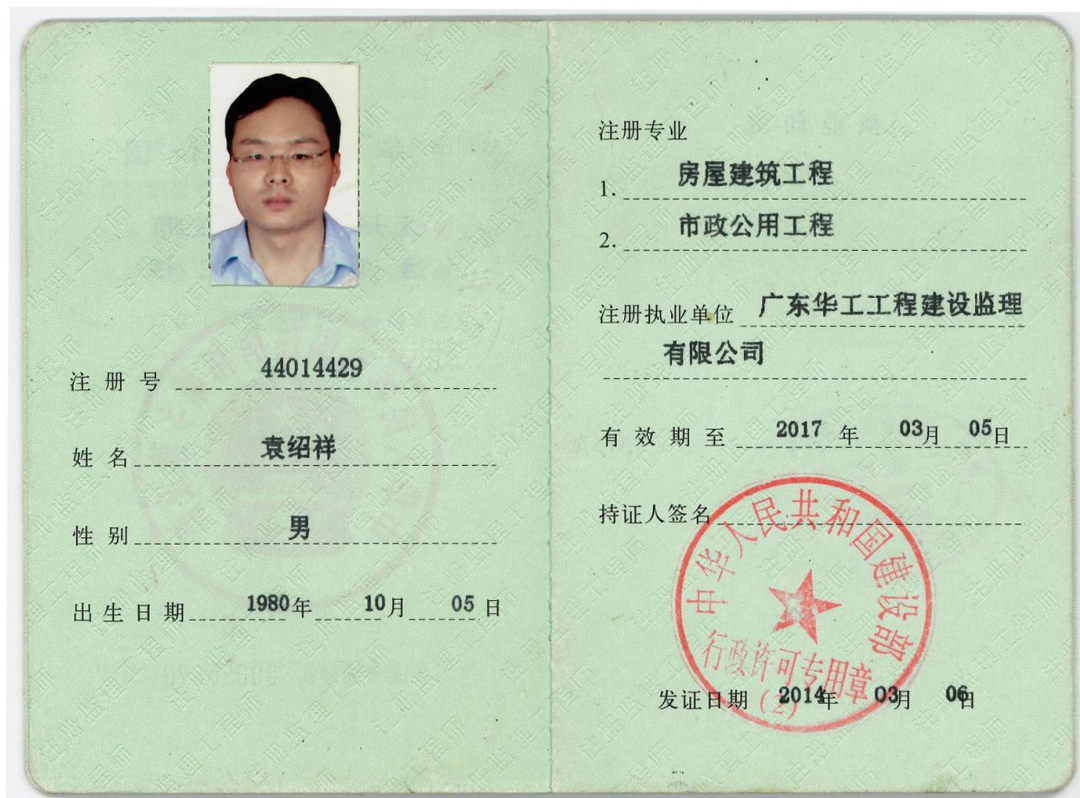 注册号 44014429
姓名 袁绍祥
性别 男
出生日期 1980年 10月 05日
注册专业
1. 房屋建筑工程
2. 市政公用工程
注册执业单位 广东华工工程建设监理
有限公司
有效期至 2017年 03月 05日
持证人签名
中华人民共和国建设部
行政许可专用章
(2)
发证日期 2014年 03月 06日